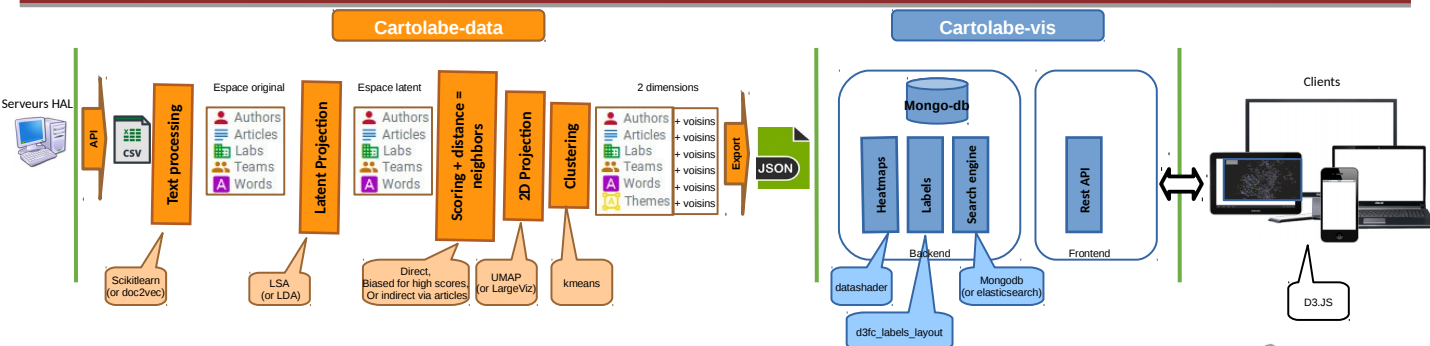 Cartolabe-data
Cartolabe-vis
Serveurs HAL
API
CSV
Text processing
Scikitlearn
(or doc2vec)
Espace original
Authors
Articles
Labs
Teams
A Words
Latent Projection
LSA
(or LDA)
Espace latent
Authors
Articles
Labs
Teams
A Words
Scoring + distance =
neighbors
Direct,
Biased for high scores,
Or indirect via articles
2D Projection
UMAP
(or LargeViz)
Clustering
kmeans
2 dimensions
Authors + voisins
Articles + voisins
Labs + voisins
Teams + voisins
A Words + voisins
A Themes + voisins
Export
JSON
Mongo-db
Heatmaps
Labels
Search engine
Backend
datashader
d3fc_labels_layout
Mongodb
(or elasticsearch)
Rest API
Frontend
Clients
D3.JS